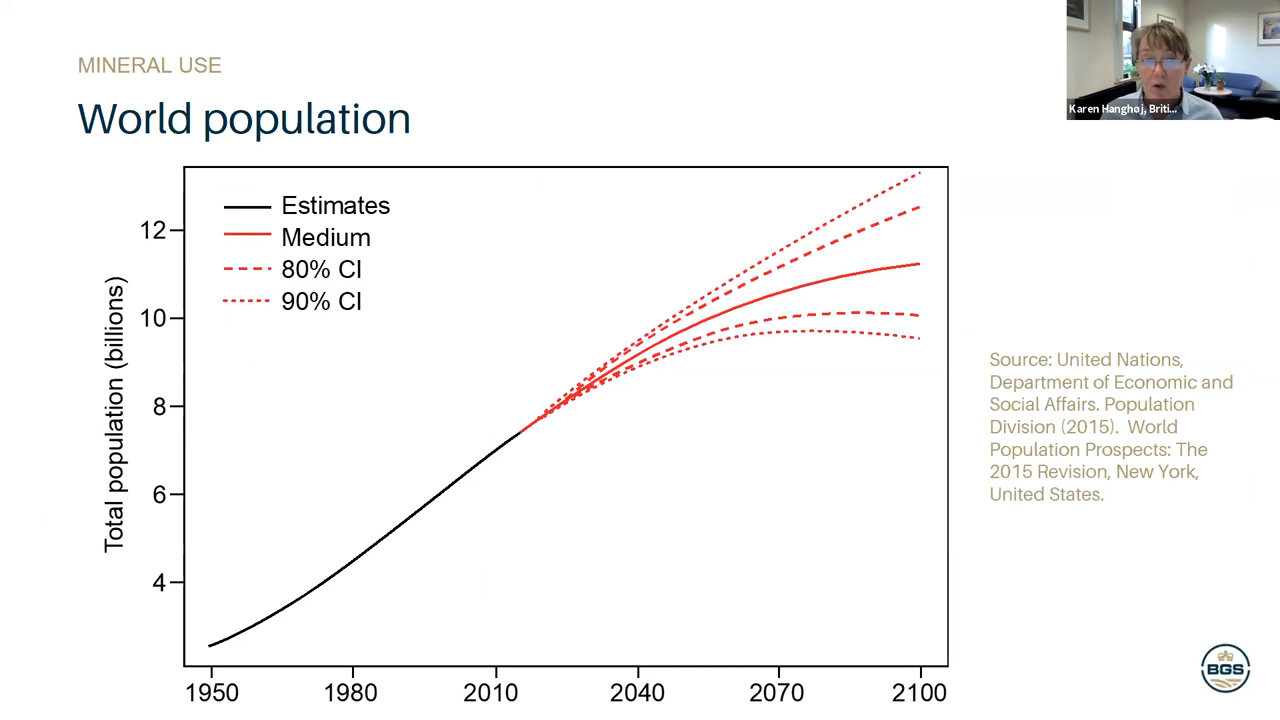 MINERAL USE
World population
Karen Hanghøj, Briti...
Estimates
Medium
80% CI
90% CI
Total population (billions)
12
10
8
6
4
1950
1980
2010
2040
2070
2100
Source: United Nations,
Department of Economic and
Social Affairs. Population
Division (2015). World
Population Prospects: The
2015 Revision, New York,
United States.
BGS